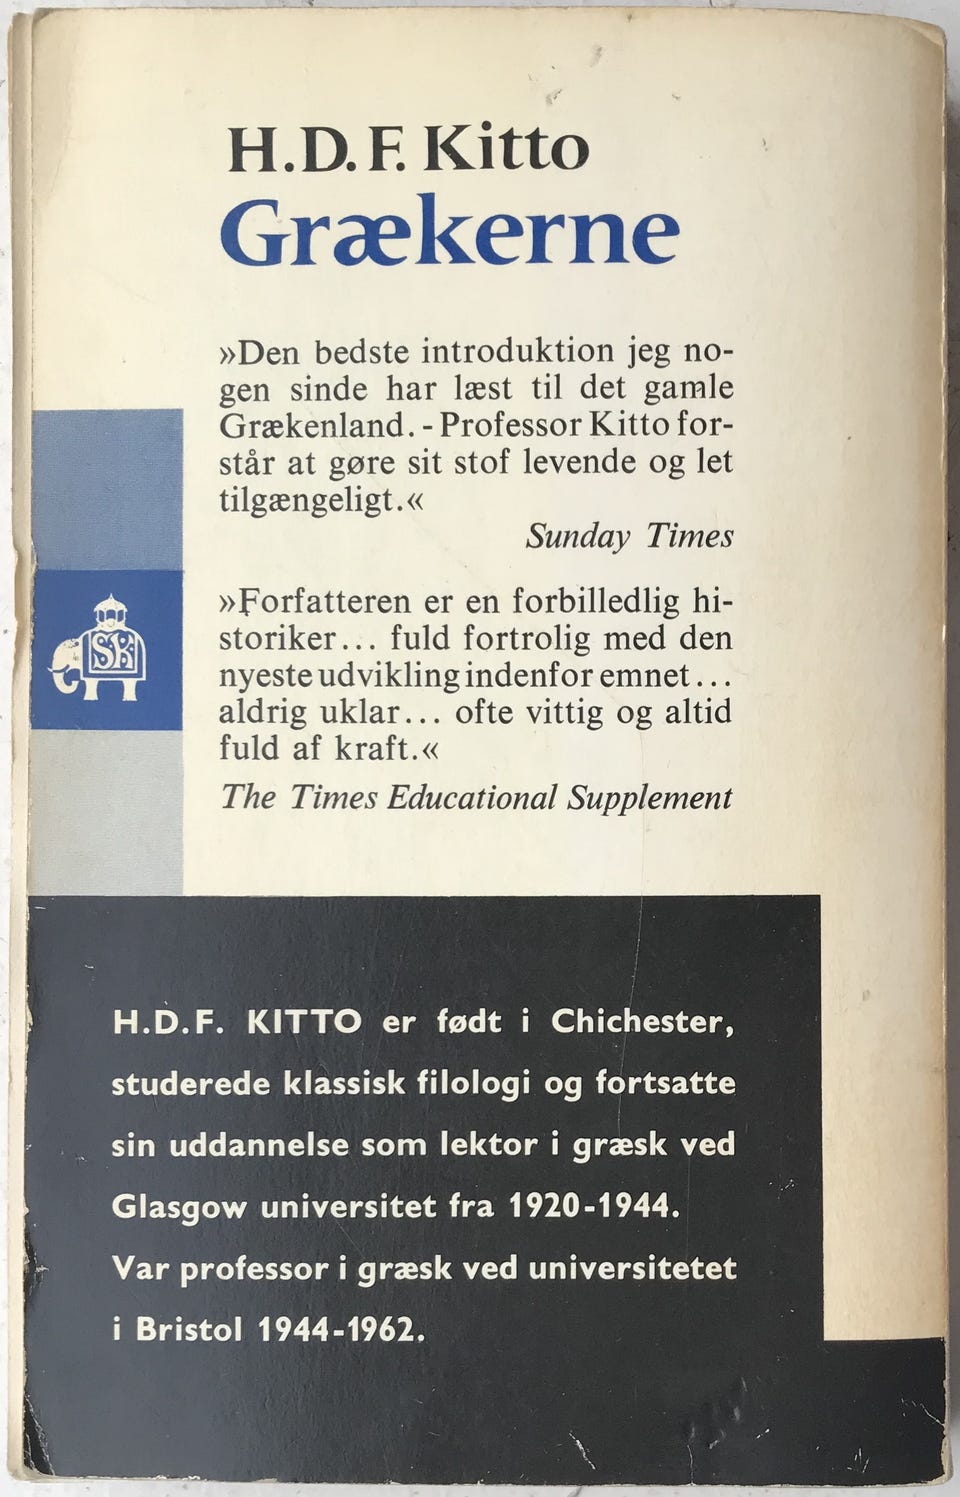 H.D.F. Kitto
Grækerne
»Den bedste introduktion jeg no-
gen sinde har læst til det gamle
Grækenland. - Professor Kitto for-
står at gøre sit stof levende og let
tilgængeligt.«
Sunday Times
»Forfatteren er en forbilledlig hi-
storiker... fuld fortrolig med den
nyeste udvikling indenfor emnet...
aldrig uklar... ofte vittig og altid
fuld af kraft.«
The Times Educational Supplement
SB
H.D.F. KITTO er født i Chichester,
studerede klassisk filologi og fortsatte
sin uddannelse som lektor i græsk ved
Glasgow universitet fra 1920-1944.
Var professor i græsk ved universitetet
i Bristol 1944-1962.